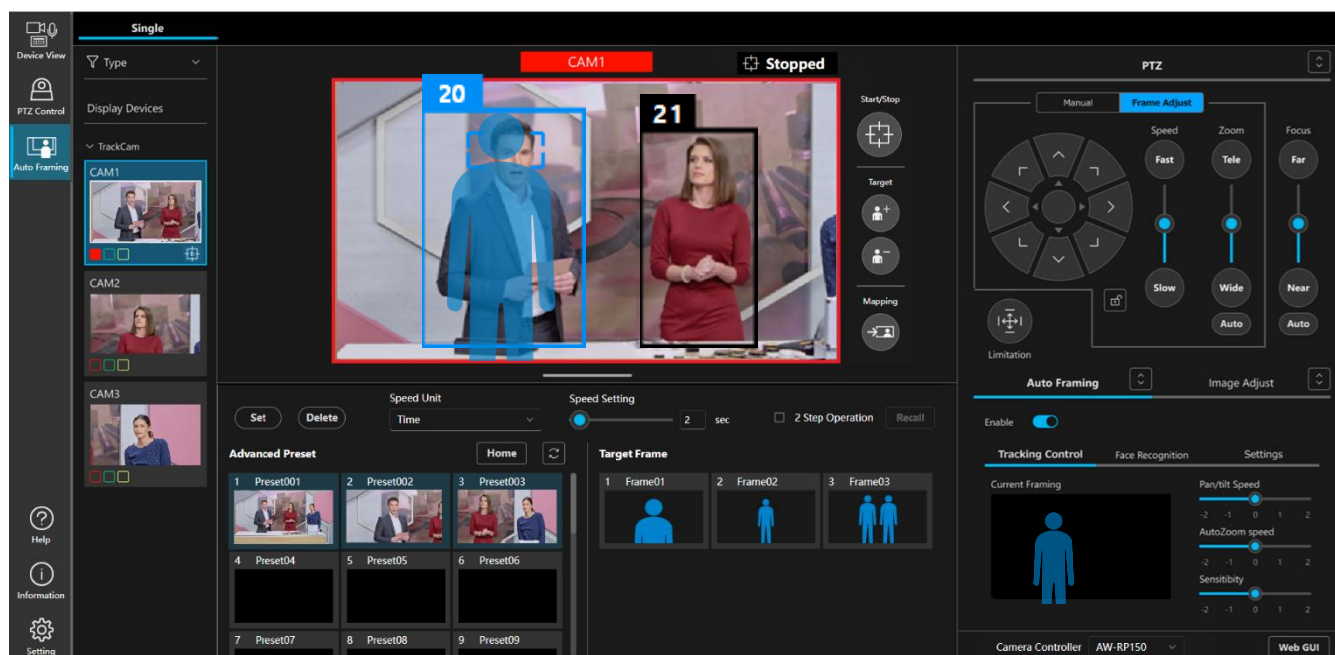 Single
Device View
PTZ Control
Auto Framing
Help
Information
Setting
Type
Display Devices
TrackCam
CAM1
CAM2
CAM3
CAM1
Stopped
20
21
Start/Stop
Target
Mapping
Set
Delete
Speed Unit
Time
Speed Setting
2 sec
2 Step Operation
Recall
Advanced Preset
Home
1 Preset001
2 Preset002
3 Preset003
4 Preset04
5 Preset05
6 Preset06
7 Preset07
8 Preset08
9 Preset09
Target Frame
1 Frame01
2 Frame02
3 Frame03
PTZ
Manual
Frame Adjust
Speed Zoom Focus
Fast Tele Far
Slow Wide Near
Auto Auto
Limitation
Auto Framing
Image Adjust
Enable
Tracking Control
Face Recognition
Settings
Current Framing
Pan/tilt Speed
-2 -1 0 1 2
AutoZoom speed
-2 -1 0 1 2
Sensitibity
-2 -1 0 1 2
Camera Controller AW-RP150
Web GUI